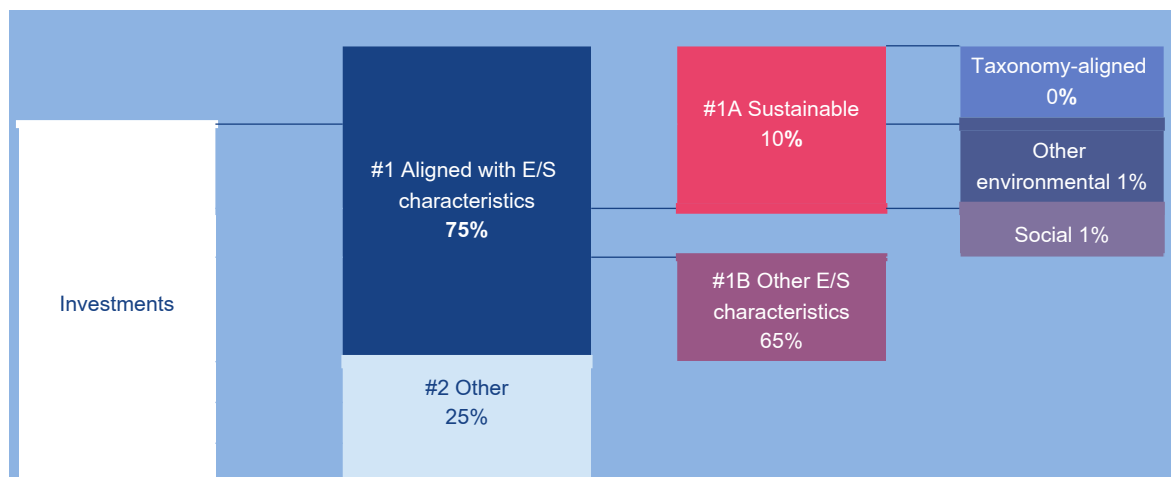 Investments
#1 Aligned with E/S
characteristics
75%
#2 Other
25%
#1A Sustainable
10%
#1B Other E/S
characteristics
65%
Taxonomy-aligned
0%
Other
environmental 1%
Social 1%